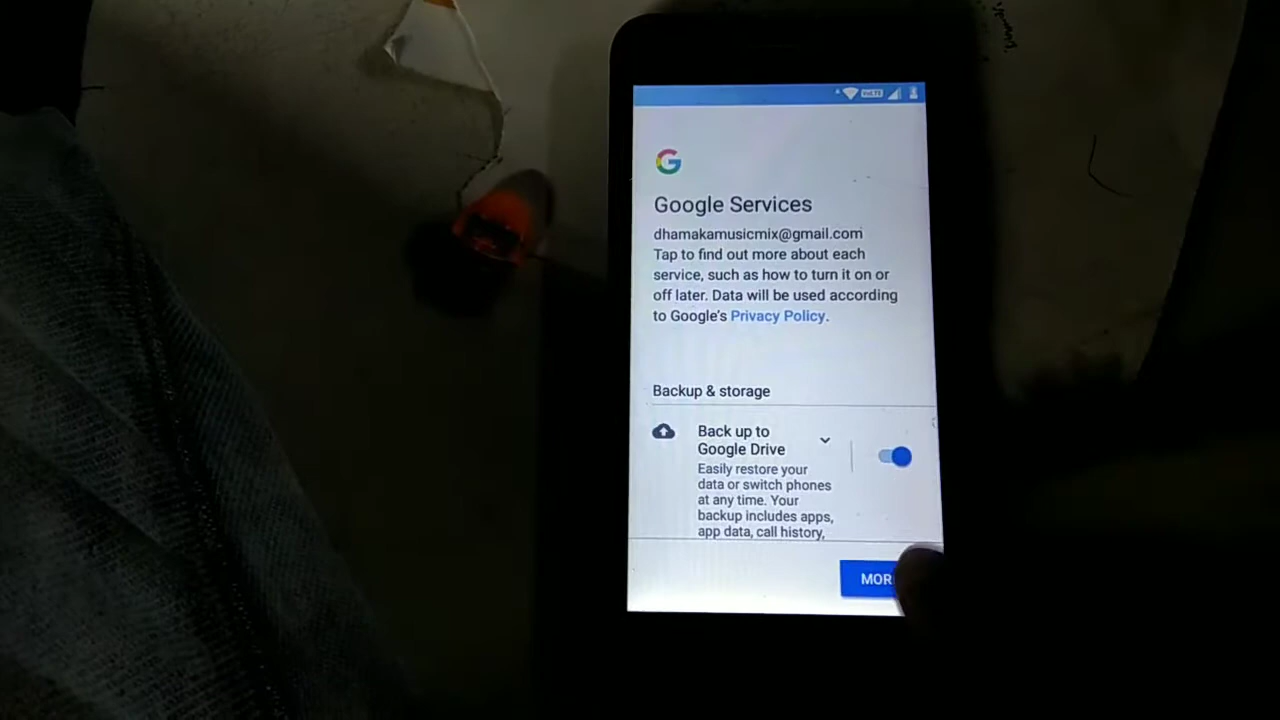 VoLTE
Google Services
dhamakamusicmix@gmail.com
Tap to find out more about each
service, such as how to turn it on or
off later. Data will be used according
to Google's Privacy Policy.
Backup & storage
Back up to
Google Drive
Easily restore your
data or switch phones
at any time. Your
backup includes apps,
app data, call history,
MOR